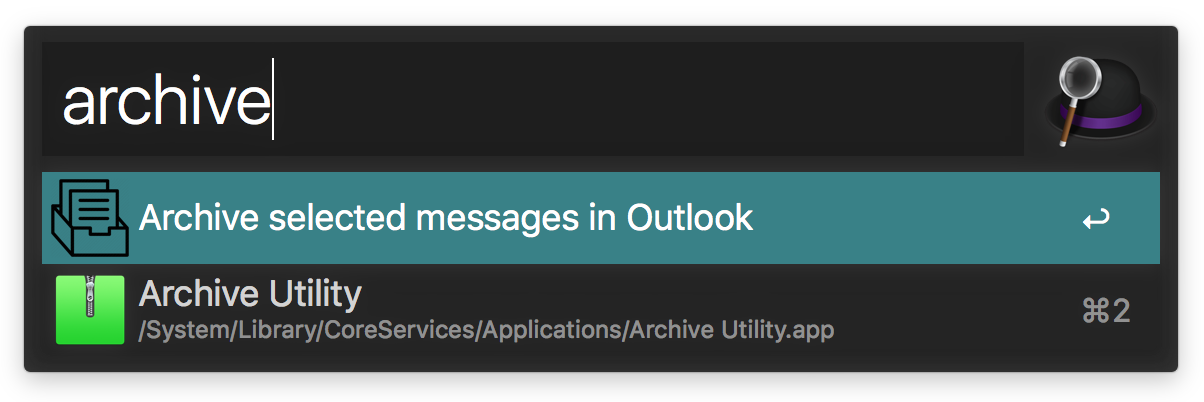 archive
Archive selected messages in Outlook
Archive Utility
/System/Library/CoreServices/Applications/Archive Utility.app
⌘2